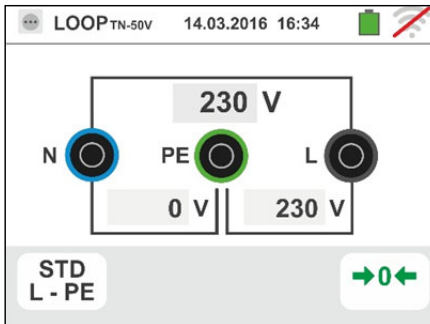 LOOP TN-50V 14.03.2016 16:34
230 V
N PE L
0 V 230 V
STD
L - PE
→0←